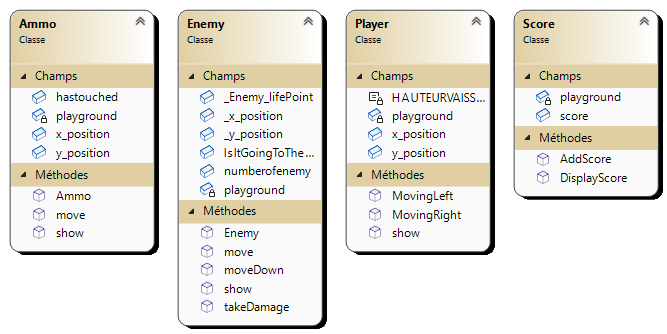 Ammo
Classe
Champs
hastouched
playground
x_position
y_position
Méthodes
Ammo
move
show
Enemy
Classe
Champs
_Enemy_lifePoint
_x_position
_y_position
IsItGoingToThe...
numberofenemy
playground
Méthodes
Enemy
move
moveDown
show
takeDamage
Player
Classe
Champs
HAUTEURVAISS...
playground
x_position
y_position
Méthodes
MovingLeft
MovingRight
show
Score
Classe
Champs
playground
score
Méthodes
AddScore
DisplayScore